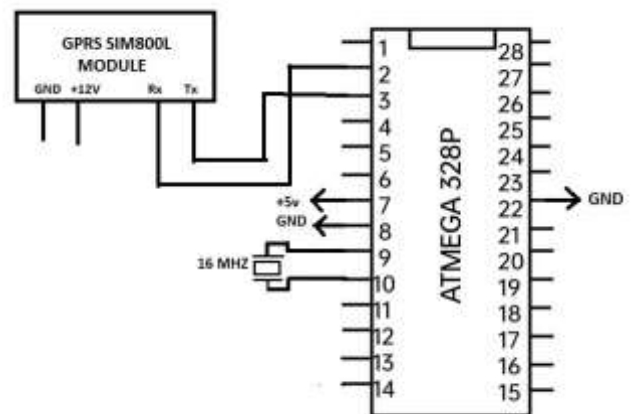 GPRS SIM800L
MODULE
GND +12V Rx Tx
1 28
2 27
3 26
4 25
5 24
6 23
+5v 7 22 GND
GND 8 21
16 MHZ 9 20
10 19
11 18
12 17
13 16
14 15
ATMEGA 328P